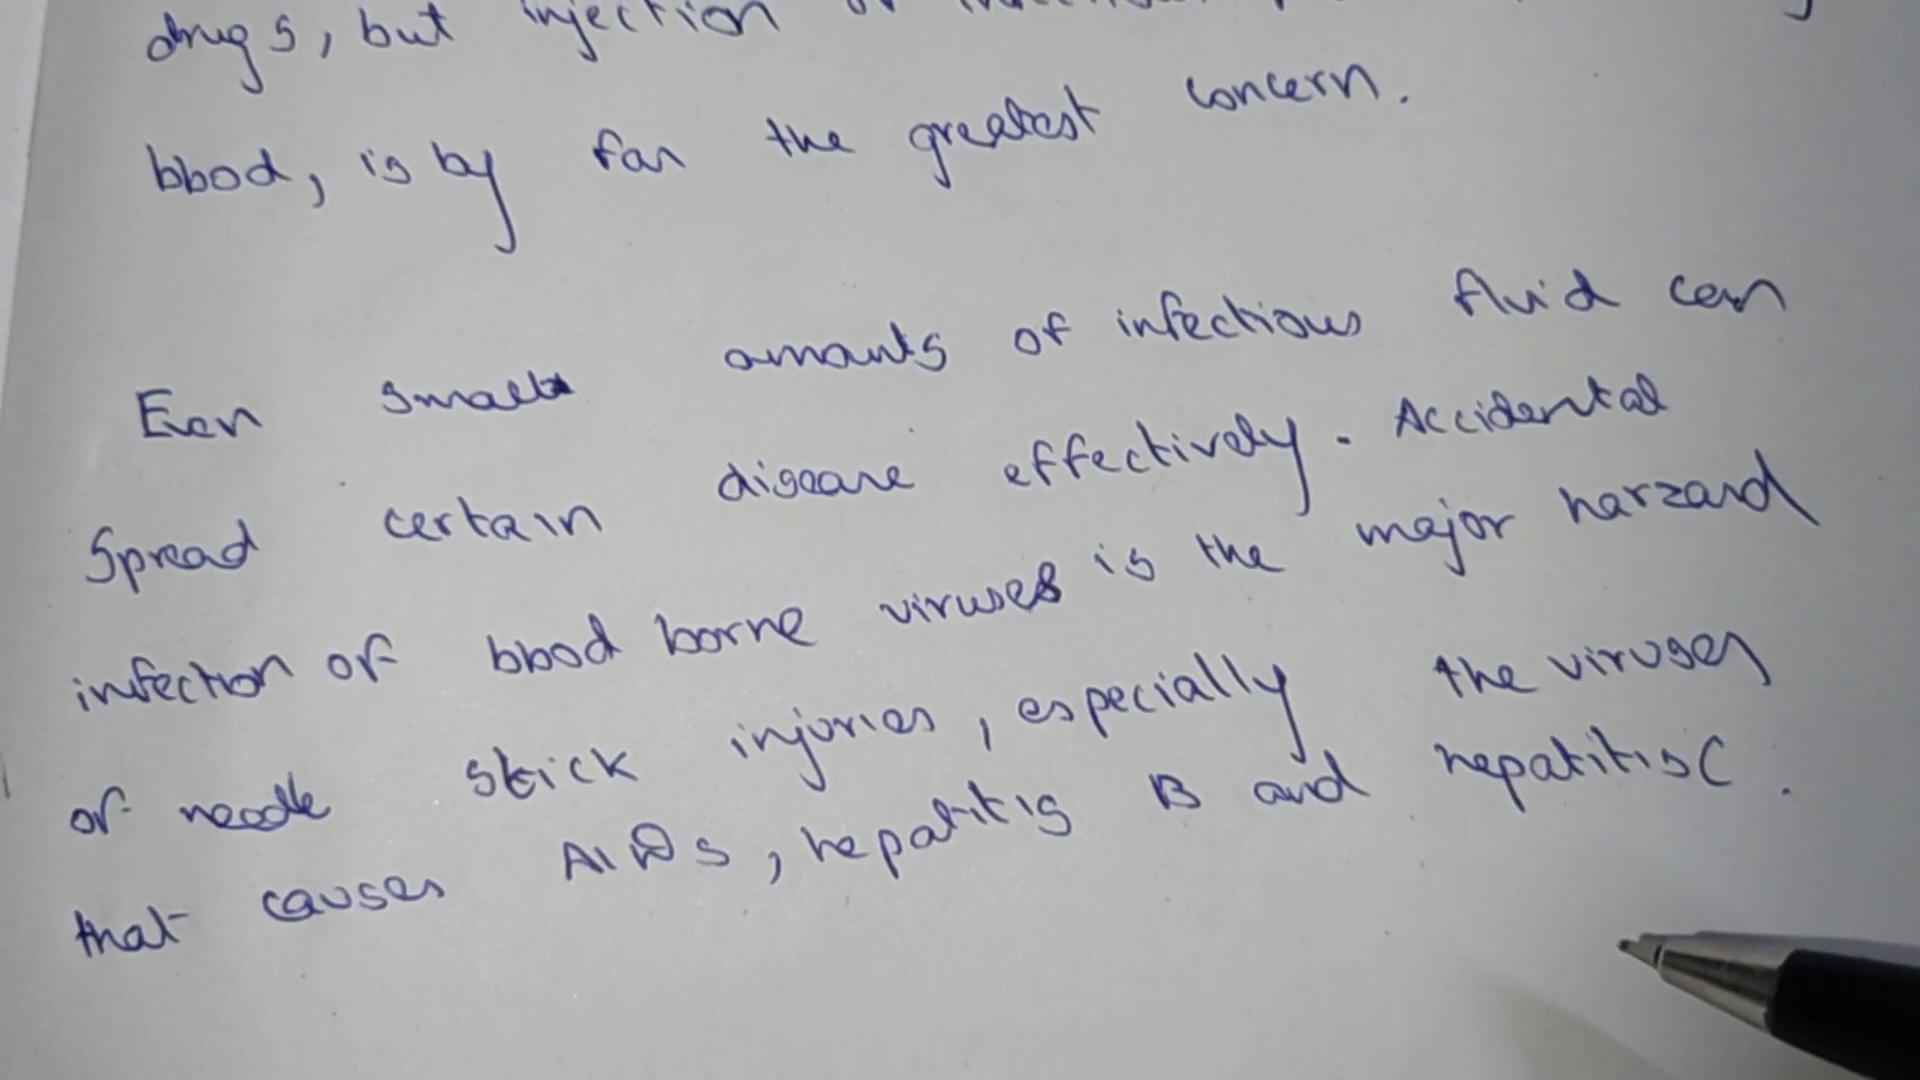 drugs, but injection of
blood, is by far the greatest concern.
Even small amounts of infectious fluid can
Spread certain disease effectively. Accidental
infection of blood borne viruses is the major harzard
of needle stick injuries, especially the viruses
that causes AIDS, hepatitis B and hepatitis C.